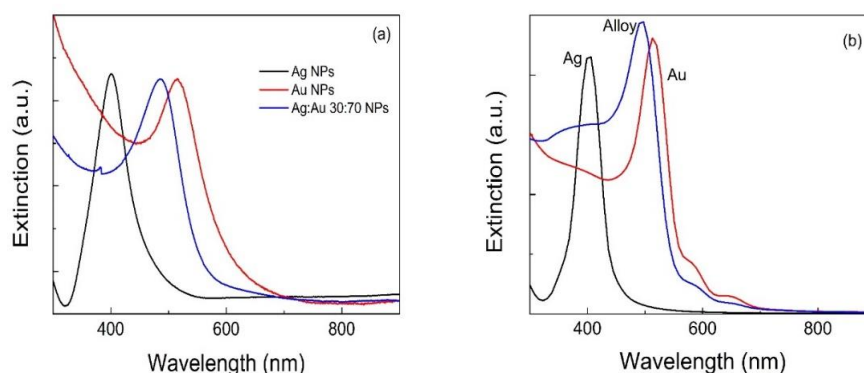 (a)
Ag NPs
Au NPs
Ag:Au 30:70 NPs
Extinction (a.u.)
400 600 800
Wavelength (nm)
(b)
Alloy
Ag
Au
Extinction (a.u.)
400 600 800
Wavelength (nm)